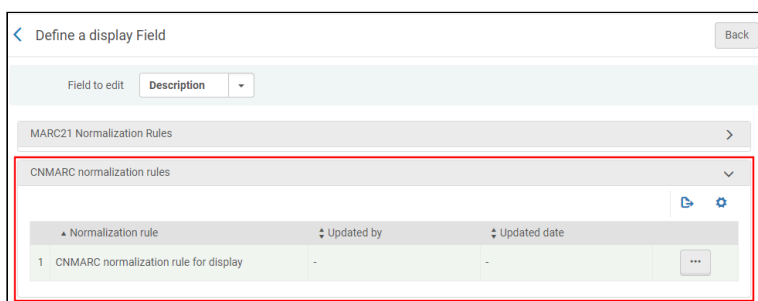 Define a display Field
Back
Field to edit Description
MARC21 Normalization Rules
CNMARC normalization rules
Normalization rule Updated by Updated date
1 CNMARC normalization rule for display - -